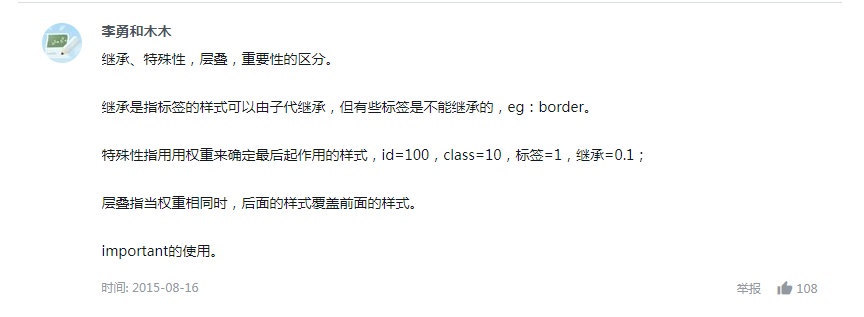 李勇和木木
继承、特殊性，层叠，重要性的区分。
继承是指标签的样式可以由子代继承，但有些标签是不能继承的，eg：border。
特殊性指用用权重来确定最后起作用的样式，id=100，class=10，标签=1，继承=0.1；
层叠指当权重相同时，后面的样式覆盖前面的样式。
important的使用。
时间: 2015-08-16
举报 108